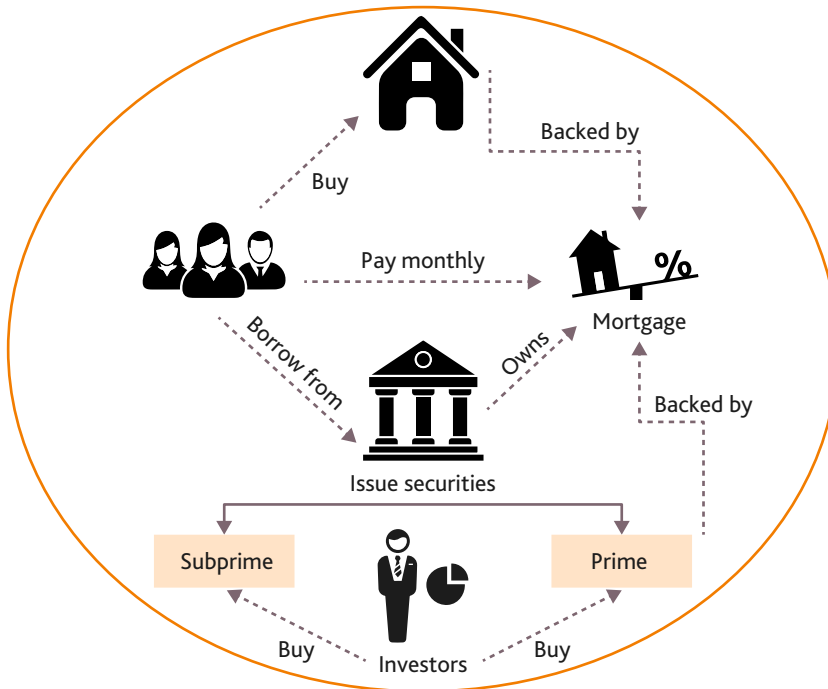 Backed by
Buy
Pay monthly
%
Mortgage
Borrow from
Owns
Backed by
Issue securities
Subprime
Prime
Buy
Investors
Buy